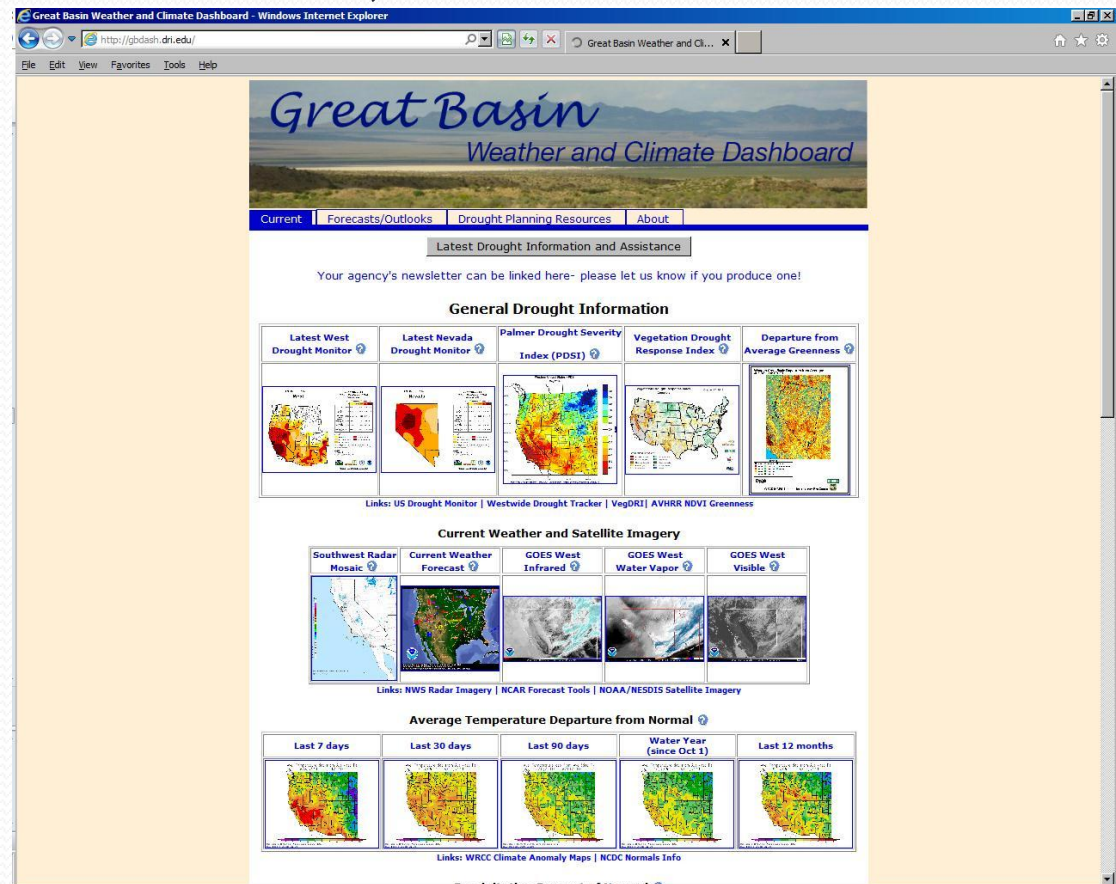 Great Basin Weather and Climate Dashboard - Windows Internet Explorer
http://gbdash.dri.edu/
Great Basin Weather and Cli...
File Edit View Favorites Tools Help
Great Basin
Weather and Climate Dashboard
Current Forecasts/Outlooks Drought Planning Resources About
Latest Drought Information and Assistance
Your agency's newsletter can be linked here- please let us know if you produce one!
General Drought Information
Latest West Drought Monitor
Latest Nevada Drought Monitor
Palmer Drought Severity Index (PDSI)
Vegetation Drought Response Index
Departure from Average Greenness
West
Nevada
Links: US Drought Monitor | Westwide Drought Tracker | VegDRI| AVHRR NDVI Greenness
Current Weather and Satellite Imagery
Southwest Radar Mosaic
Current Weather Forecast
GOES West Infrared
GOES West Water Vapor
GOES West Visible
Links: NWS Radar Imagery | NCAR Forecast Tools | NOAA/NESDIS Satellite Imagery
Average Temperature Departure from Normal
Last 7 days
Last 30 days
Last 90 days
Water Year (since Oct 1)
Last 12 months
Links: WRCC Climate Anomaly Maps | NCDC Normals Info